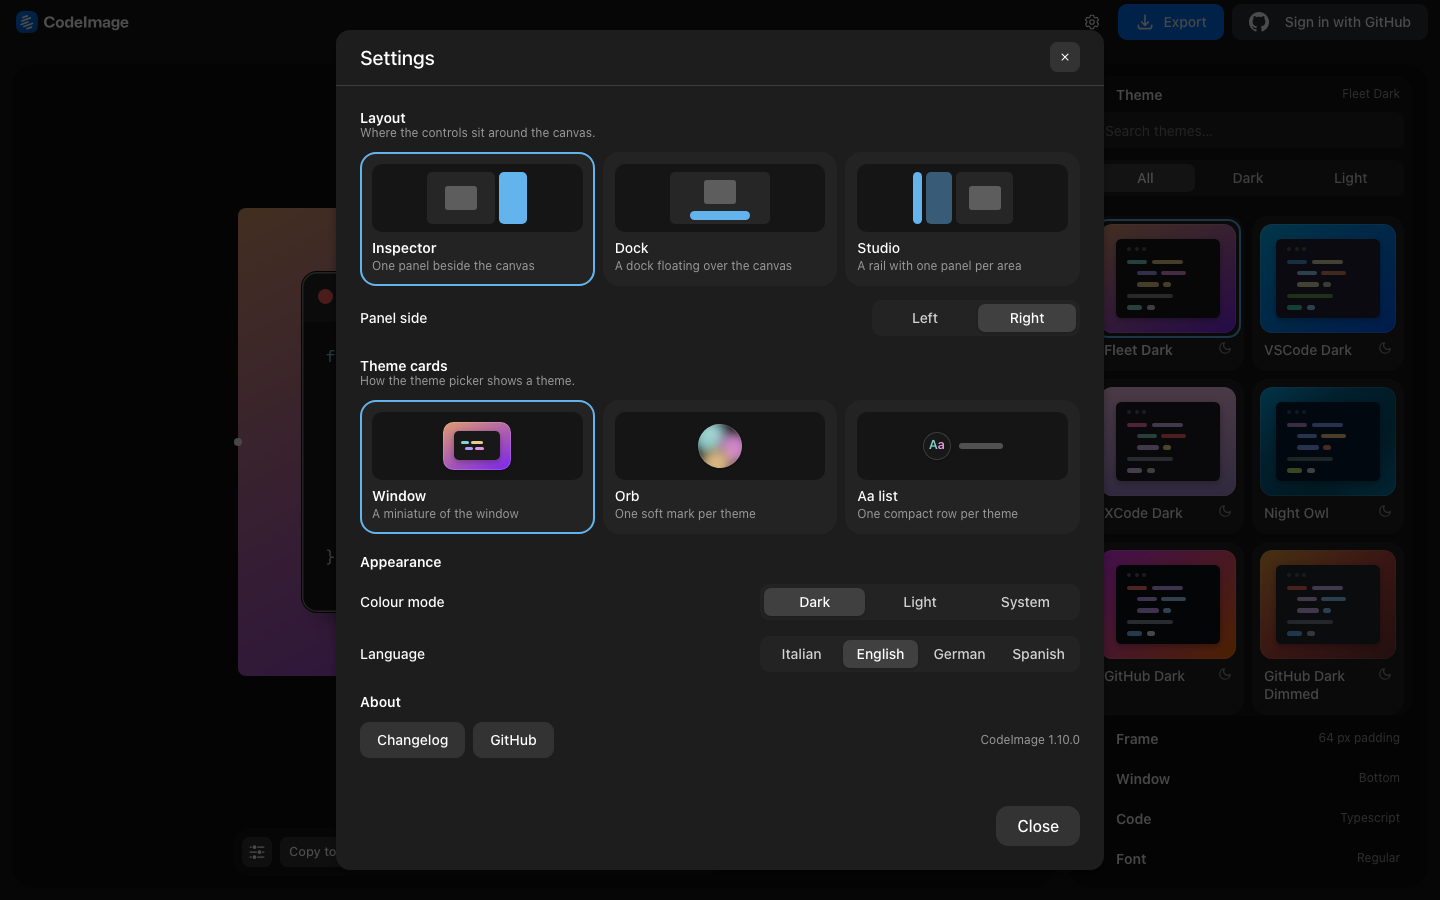 CodeImage
Export
Sign in with GitHub
Settings
×
Layout
Where the controls sit around the canvas.
Inspector
One panel beside the canvas
Dock
A dock floating over the canvas
Studio
A rail with one panel per area
Panel side
Left
Right
Theme cards
How the theme picker shows a theme.
Window
A miniature of the window
Orb
One soft mark per theme
Aa
Aa list
One compact row per theme
Appearance
Colour mode
Dark
Light
System
Language
Italian
English
German
Spanish
About
Changelog
GitHub
CodeImage 1.10.0
Close
f
}
Copy to
Theme
Fleet Dark
Search themes...
All
Dark
Light
Fleet Dark
VSCode Dark
XCode Dark
Night Owl
GitHub Dark
GitHub Dark
Dimmed
Frame
64 px padding
Window
Bottom
Code
Typescript
Font
Regular